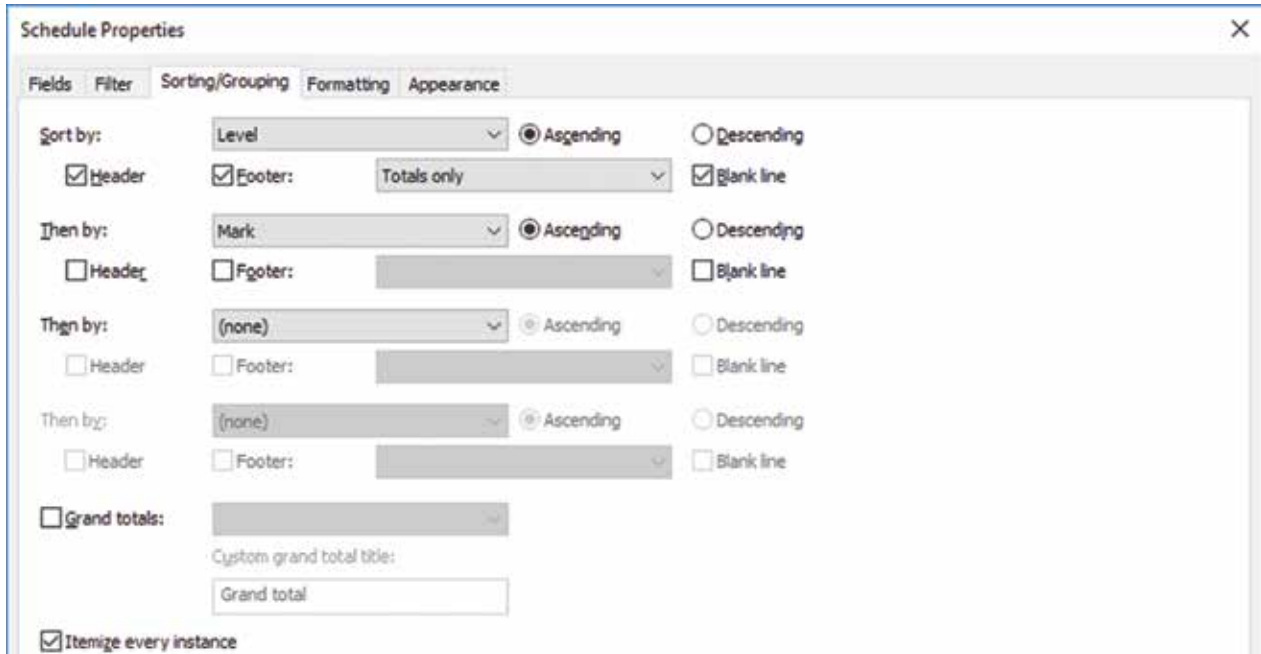 Schedule Properties
Fields Filter Sorting/Grouping Formatting Appearance
Sort by: Level Ascending Descending
Header Footer: Totals only Blank line
Then by: Mark Ascending Descending
Header Footer: Blank line
Then by: (none) Ascending Descending
Header Footer: Blank line
Then by: (none) Ascending Descending
Header Footer: Blank line
Grand totals:
Custom grand total title:
Grand total
Itemize every instance